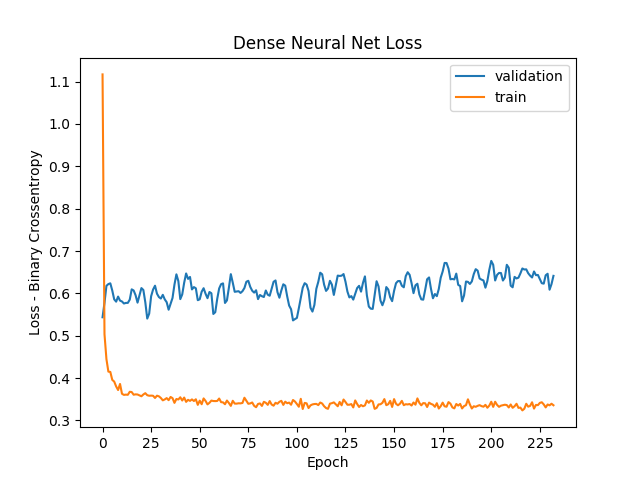 Dense Neural Net Loss
validation
train
Loss - Binary Crossentropy
1.1
1.0
0.9
0.8
0.7
0.6
0.5
0.4
0.3
0 25 50 75 100 125 150 175 200 225
Epoch